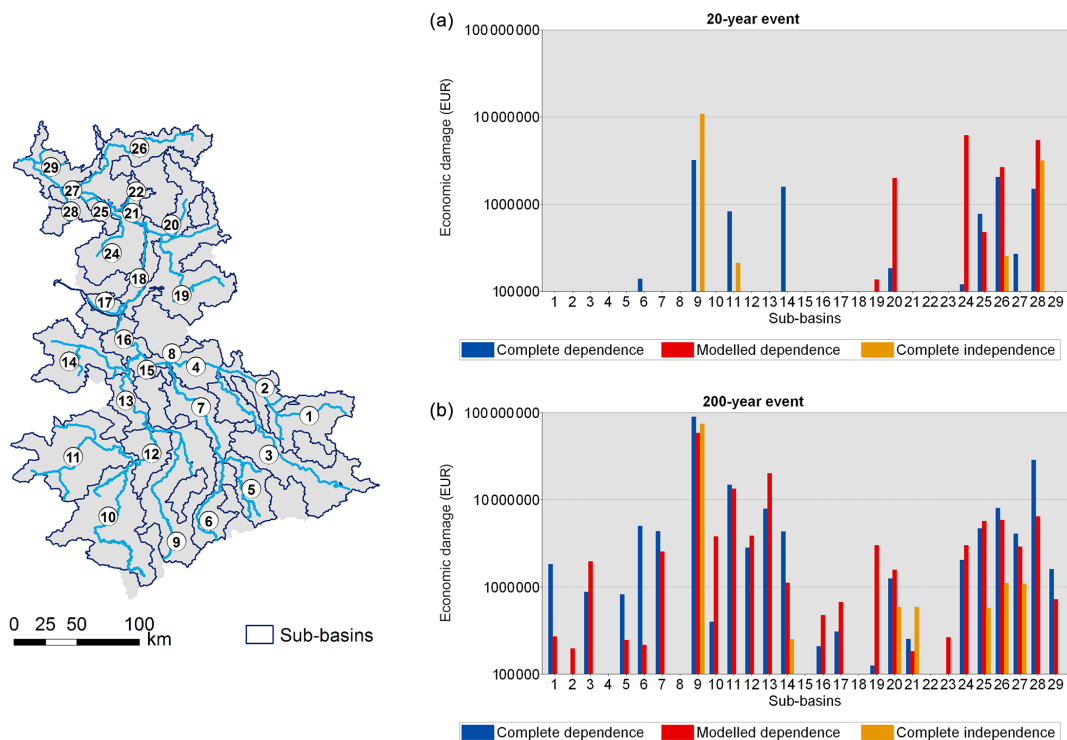 (a)
20-year event
100 000 000
10 000 000
1000 000
100 000
Economic damage (EUR)
1 2 3 4 5 6 7 8 9 10 11 12 13 14 15 16 17 18 19 20 21 22 23 24 25 26 27 28 29
Sub-basins
Complete dependence Modelled dependence Complete independence
(b)
200-year event
100 000 000
10 000 000
1000 000
100 000
Economic damage (EUR)
1 2 3 4 5 6 7 8 9 10 11 12 13 14 15 16 17 18 19 20 21 22 23 24 25 26 27 28 29
Sub-basins
Complete dependence Modelled dependence Complete independence
26
29
27
22
28
25
21
20
24
18
17
19
16
8
14
15
4
2
13
7
1
11
12
3
5
10
6
9
0 25 50 100
km
Sub-basins